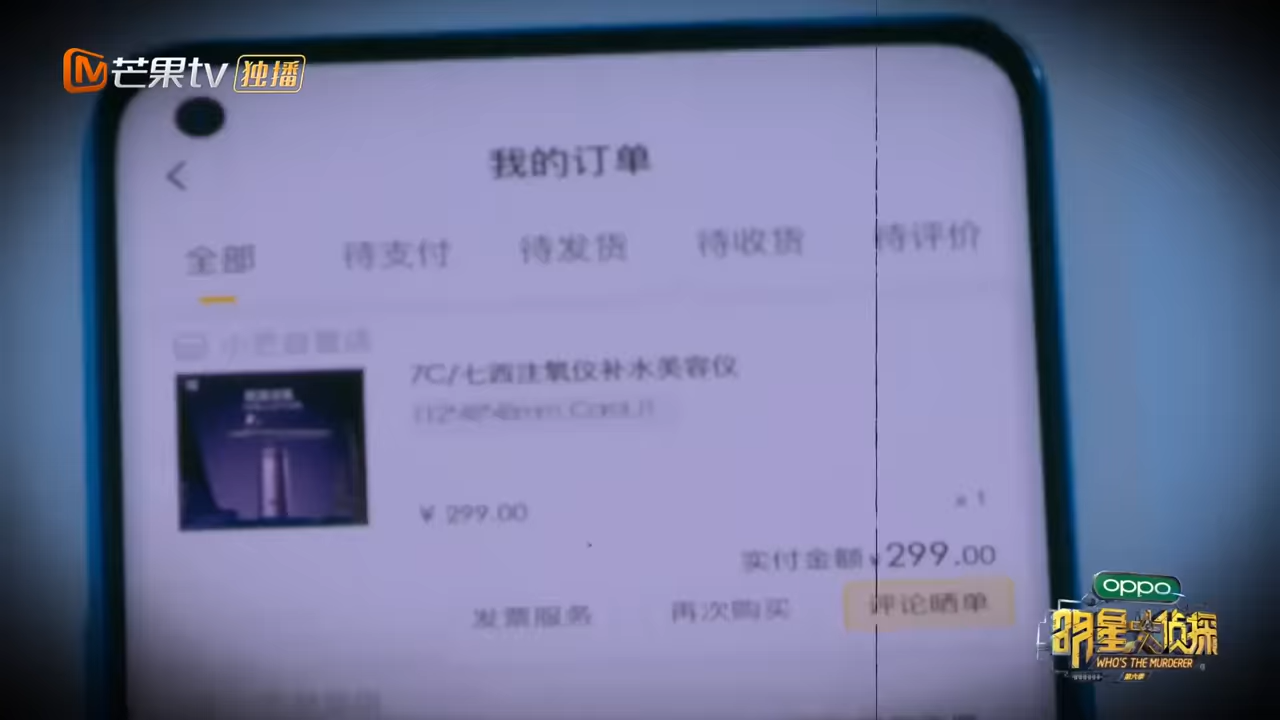 芒果tv 独播
我的订单
全部 待支付 待发货 待收货 待评价
7C/七西注氧仪补水美容仪
¥ 299.00
x 1
实付金额 ¥299.00
发票服务 再次购买 评论晒单
oppo
明星大侦探
WHO'S THE MURDERER
第六季